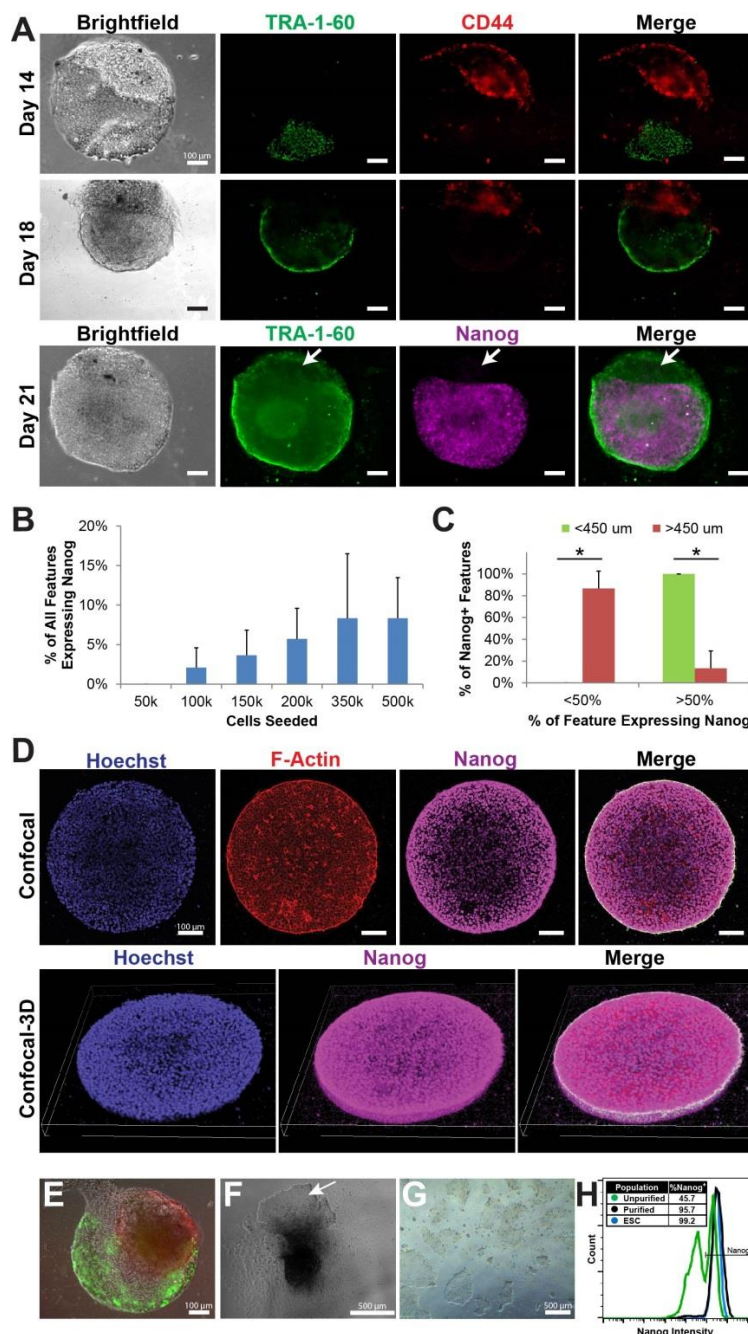 A
Brightfield TRA-1-60 CD44 Merge
Day 14
100 µm
Day 18
Brightfield TRA-1-60 Nanog Merge
Day 21
B
% of All Features
Expressing Nanog
20%
15%
10%
5%
0%
50k 100k 150k 200k 350k 500k
Cells Seeded
C
<450 um >450 um
% of Nanog+ Features
* *
100%
80%
60%
40%
20%
0%
<50% >50%
% of Feature Expressing Nanog
D
Hoechst F-Actin Nanog Merge
Confocal
100 µm
Hoechst Nanog Merge
Confocal-3D
E
100 µm
F
500 µm
G
500 µm
H
Population %Nanog+
Unpurified 45.7
Purified 95.7
ESC 99.2
Nanog
Count
Nanog Intensity